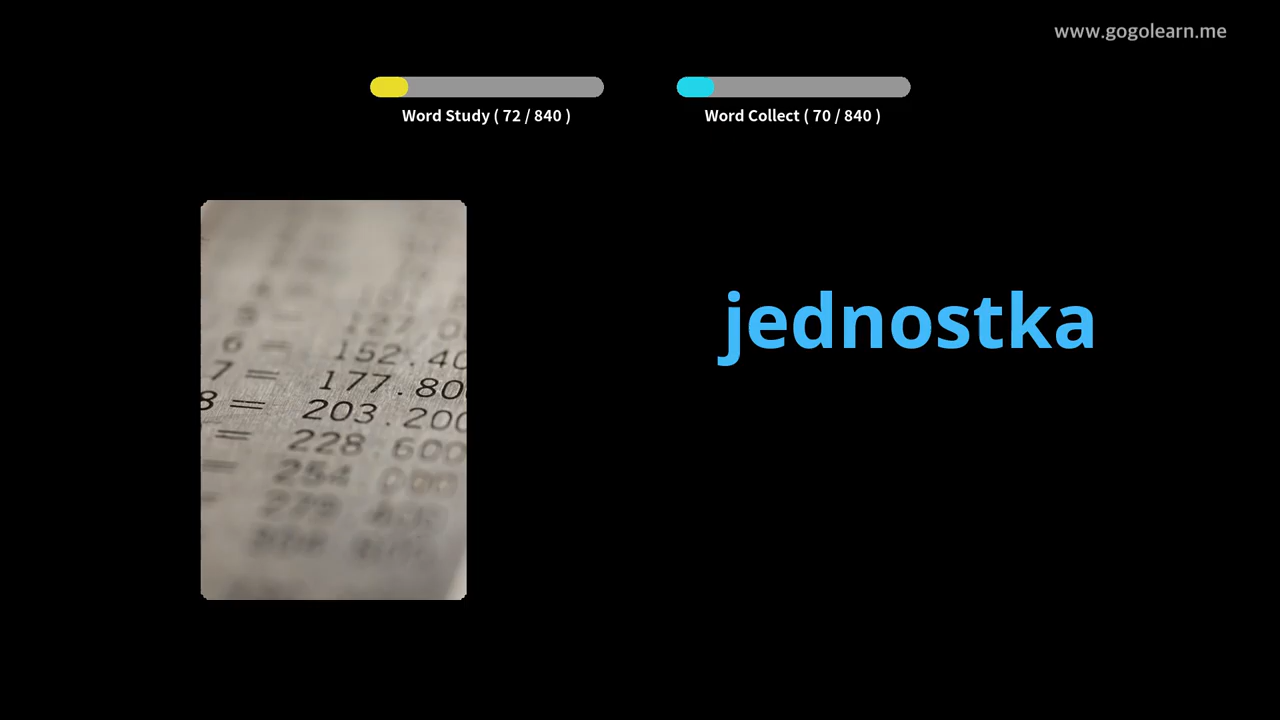 www.gogolearn.me
Word Study ( 72 / 840 )
Word Collect ( 70 / 840 )
jednostka
6 = 152.40
7 = 177.80
8 = 203.200
= 228.600
= 254